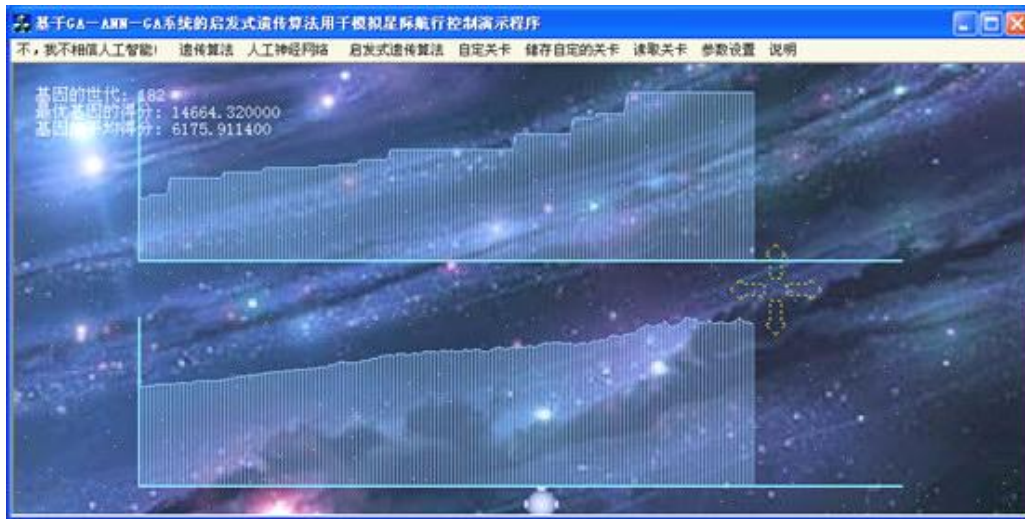 基于GA-ANN-GA系统的启发式遗传算法用于模拟星际航行控制演示程序
不,我不相信人工智能! 遗传算法 人工神经网络 启发式遗传算法 自定关卡 储存自定的关卡 读取关卡 参数设置 说明
基因的世代: 182
最优基因的得分: 14664.320000
基因的平均得分: 6175.911400